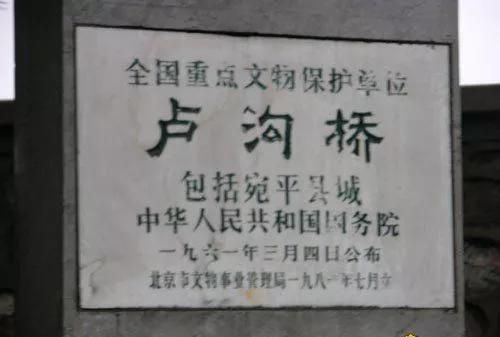 全国重点文物保护单位
卢沟桥
包括宛平县城
中华人民共和国国务院
一九六一年三月四日公布
北京市文物事业管理局一九八一年七月立